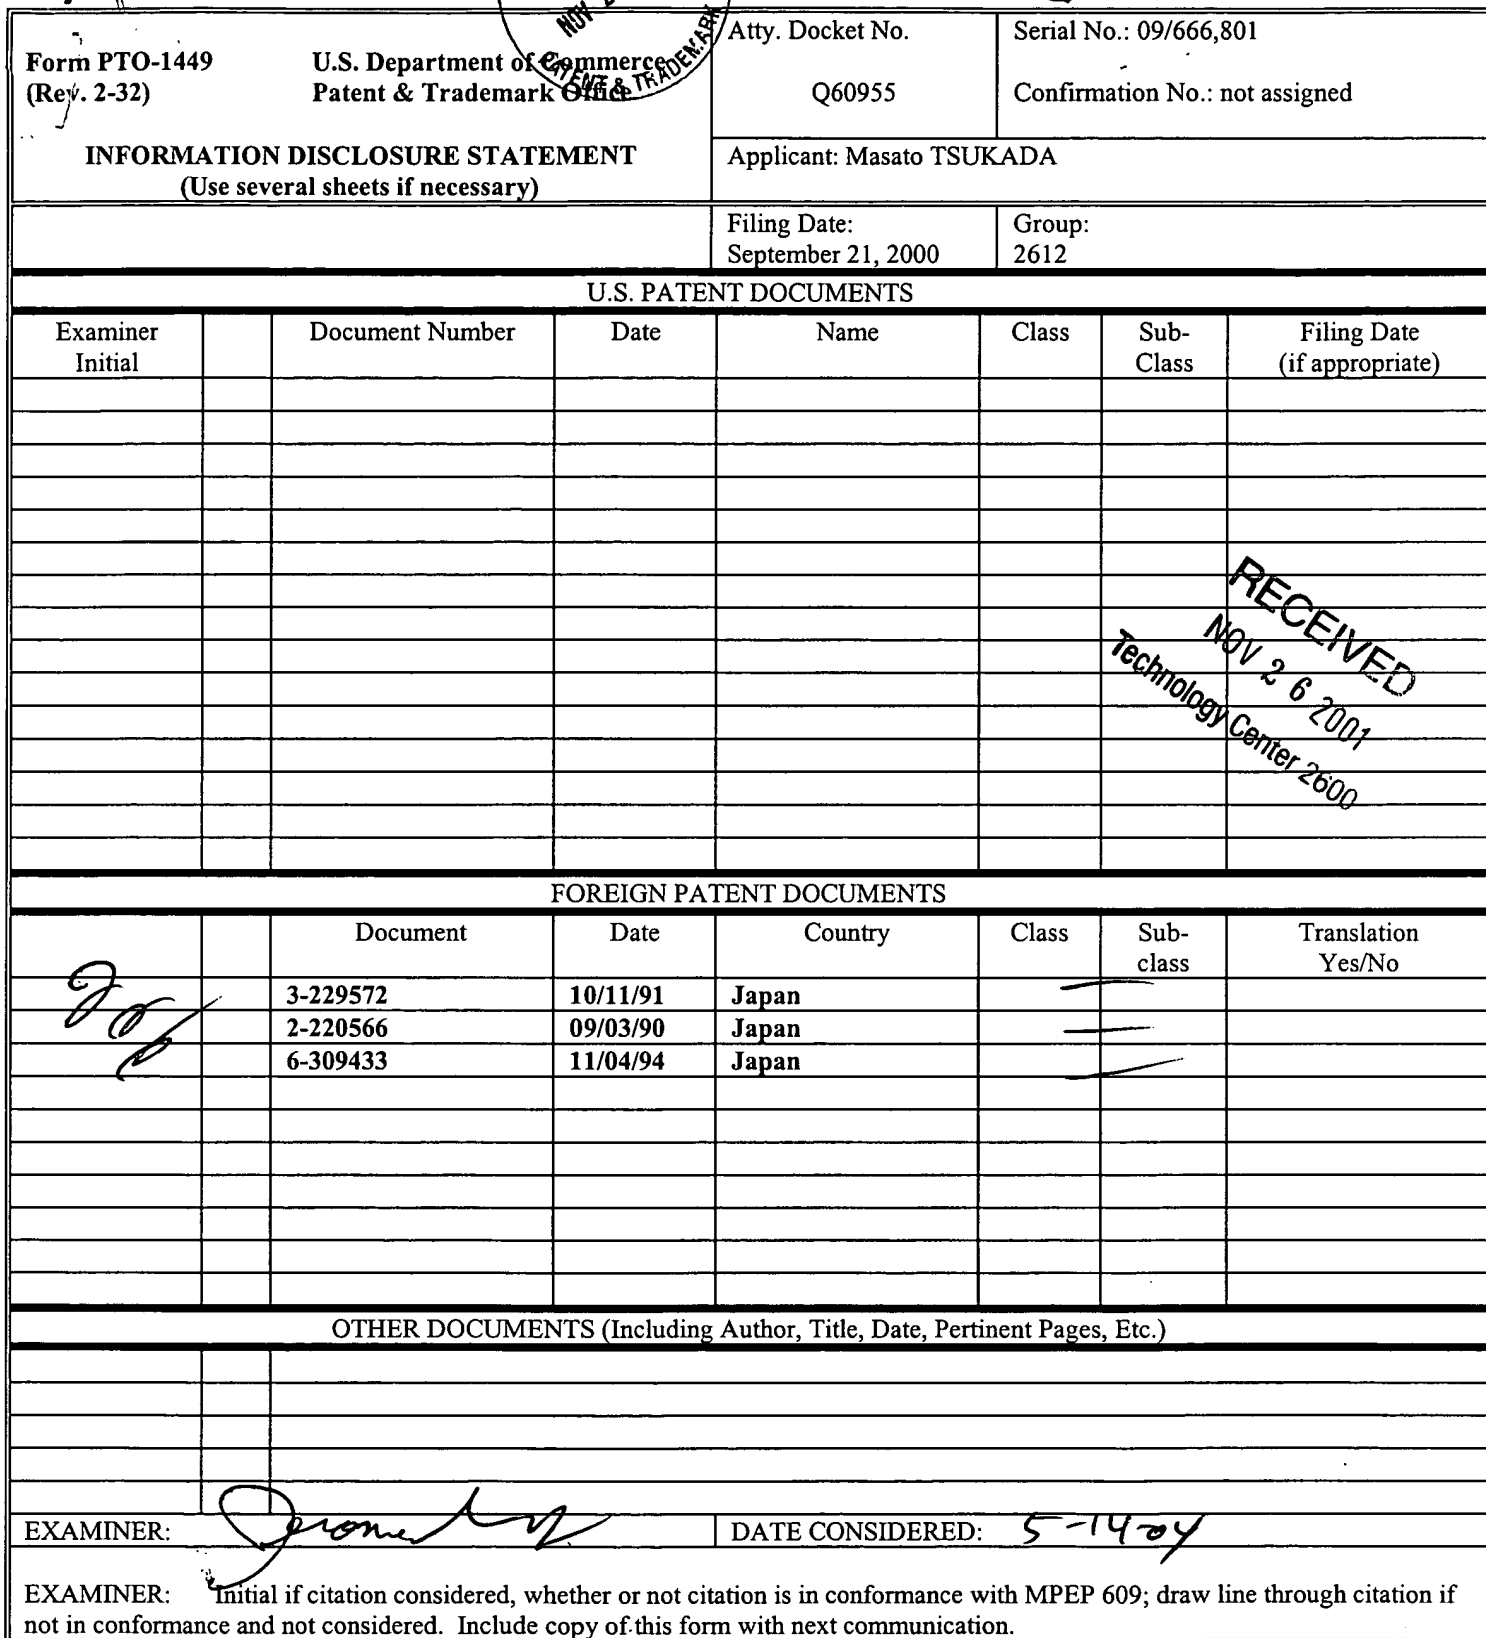 NOV
PATENT & TRADEMARK
Form PTO-1449
(Rev. 2-32)
U.S. Department of Commerce
Patent & Trademark Office
INFORMATION DISCLOSURE STATEMENT
(Use several sheets if necessary)
Atty. Docket No.
Q60955
Serial No.: 09/666,801
Confirmation No.: not assigned
Applicant: Masato TSUKADA
Filing Date:
September 21, 2000
Group:
2612
U.S. PATENT DOCUMENTS
Examiner Initial Document Number Date Name Class Sub-Class Filing Date (if appropriate)
RECEIVED
NOV 26 2001
Technology Center 2600
FOREIGN PATENT DOCUMENTS
Document Date Country Class Sub-class Translation Yes/No
3-229572 10/11/91 Japan
2-220566 09/03/90 Japan
6-309433 11/04/94 Japan
OTHER DOCUMENTS (Including Author, Title, Date, Pertinent Pages, Etc.)
EXAMINER: DATE CONSIDERED: 5-14-04
EXAMINER: Initial if citation considered, whether or not citation is in conformance with MPEP 609; draw line through citation if
not in conformance and not considered. Include copy of this form with next communication.